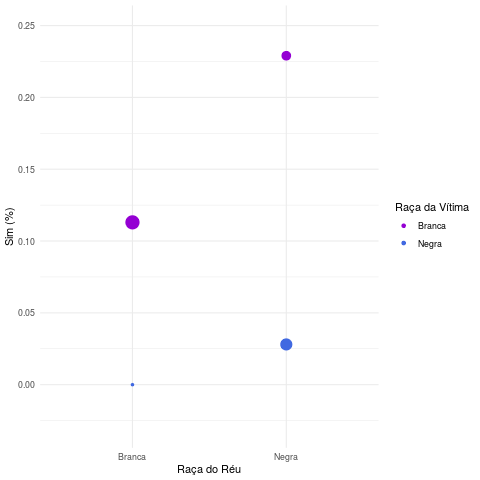 0.25
0.20
0.15
0.10
0.05
0.00
Sim (%)
Branca
Negra
Raça do Réu
Raça da Vítima
Branca
Negra